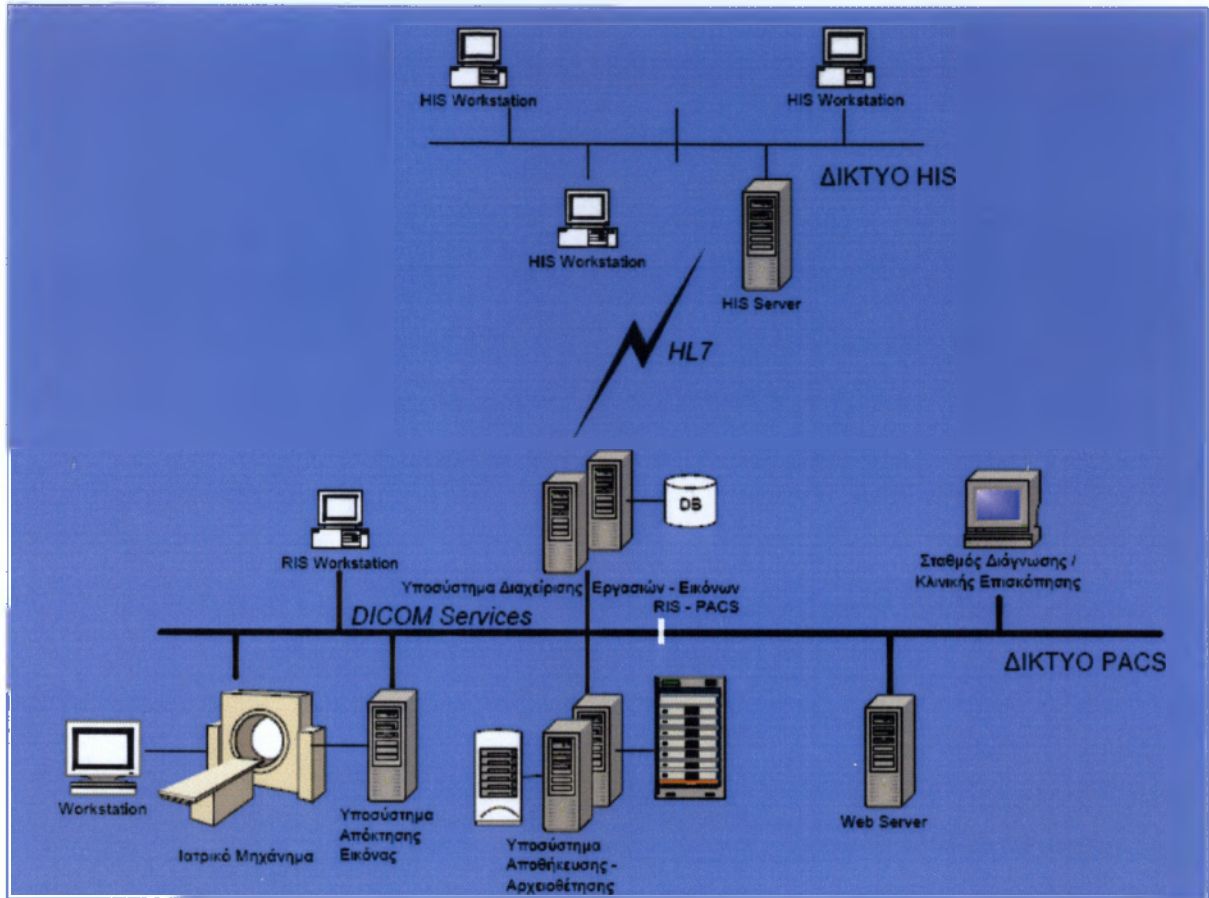 HIS Workstation
HIS Workstation
ΔΙΚΤΥΟ HIS
HIS Workstation
HIS Server
HL7
DB
RIS Workstation
Σταθμός Διάγνωσης /
Κλινικής Επισκόπησης
Υποσύστημα Διαχείρισης Εργασιών - Εικόνων
RIS - PACS
DICOM Services
ΔΙΚΤΥΟ PACS
Workstation
Ιατρικό Μηχάνημα
Υποσύστημα
Απόκτησης
Εικόνας
Υποσύστημα
Αποθήκευσης -
Αρχειοθέτησης
Web Server